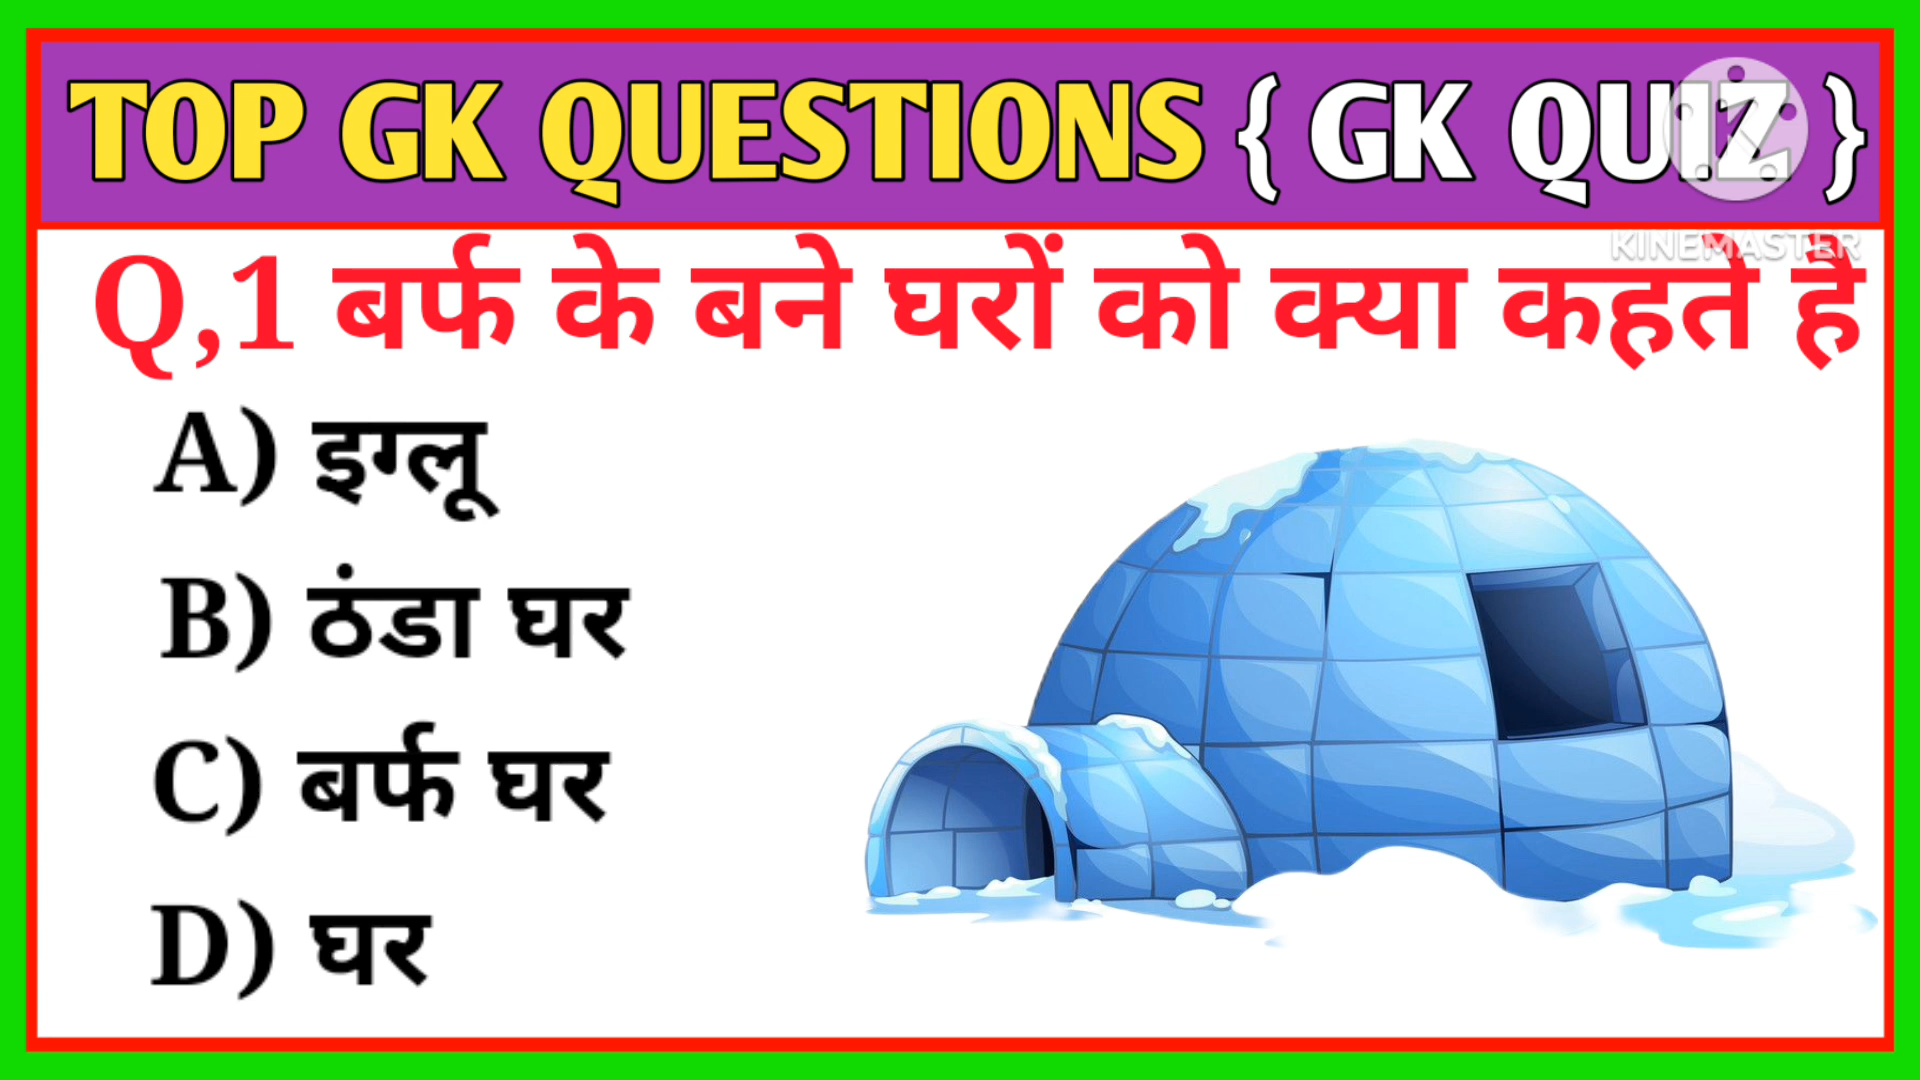 TOP GK QUESTIONS { GK QUIZ }
KINEMASTER
Q,1 बर्फ के बने घरों को क्या कहते है
A) इग्लू
B) ठंडा घर
C) बर्फ घर
D) घर